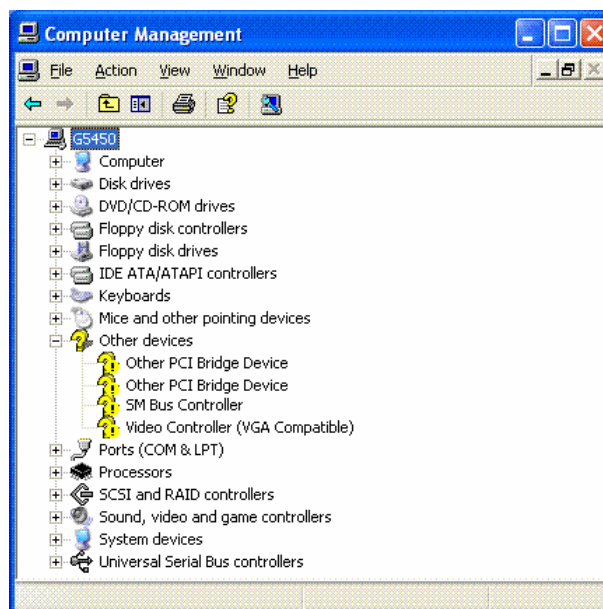 Computer Management
File Action View Window Help
G5450
Computer
Disk drives
DVD/CD-ROM drives
Floppy disk controllers
Floppy disk drives
IDE ATA/ATAPI controllers
Keyboards
Mice and other pointing devices
Other devices
Other PCI Bridge Device
Other PCI Bridge Device
SM Bus Controller
Video Controller (VGA Compatible)
Ports (COM & LPT)
Processors
SCSI and RAID controllers
Sound, video and game controllers
System devices
Universal Serial Bus controllers